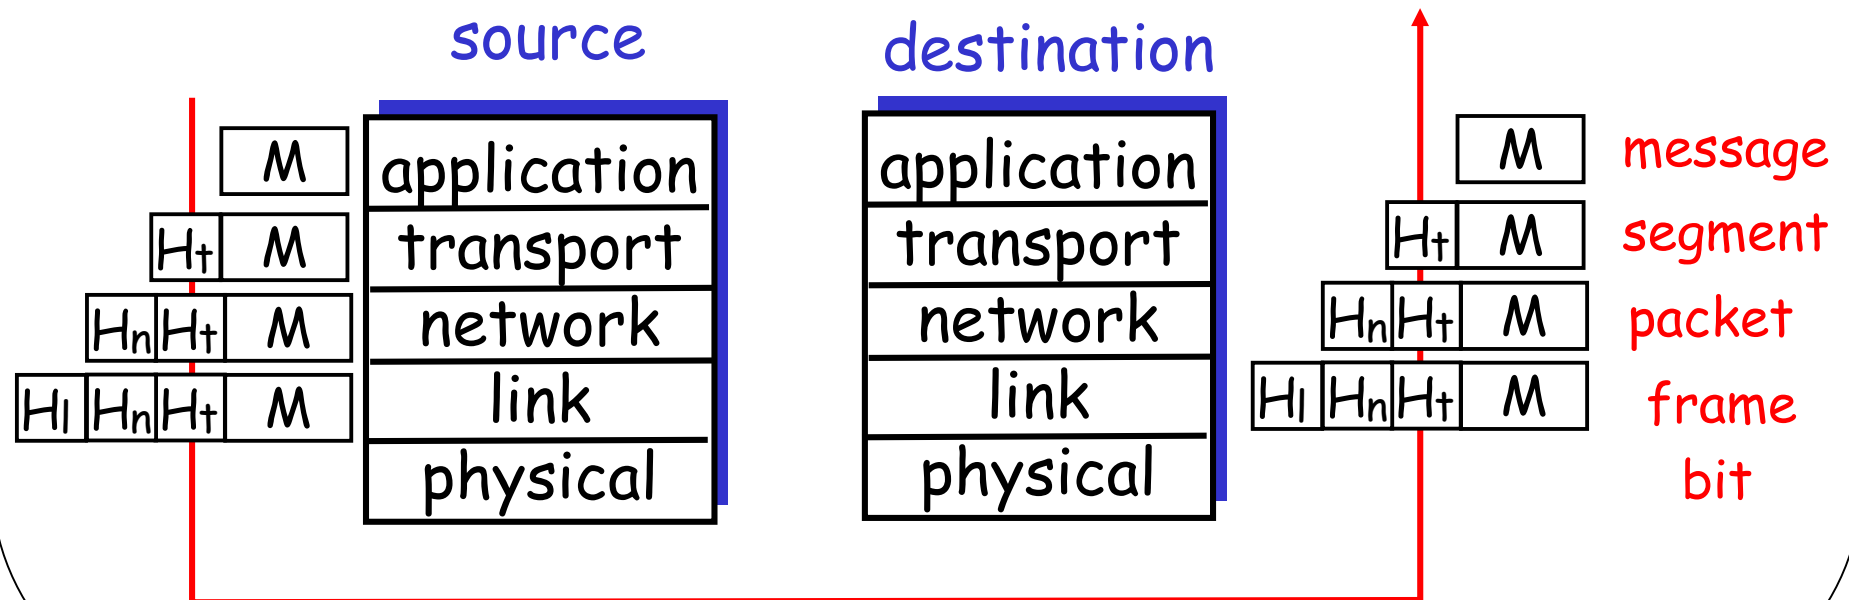 source destination
M application application M message
Ht M transport transport Ht M segment
Hn Ht M network network Hn Ht M packet
Hl Hn Ht M link link Hl Hn Ht M frame
physical physical bit